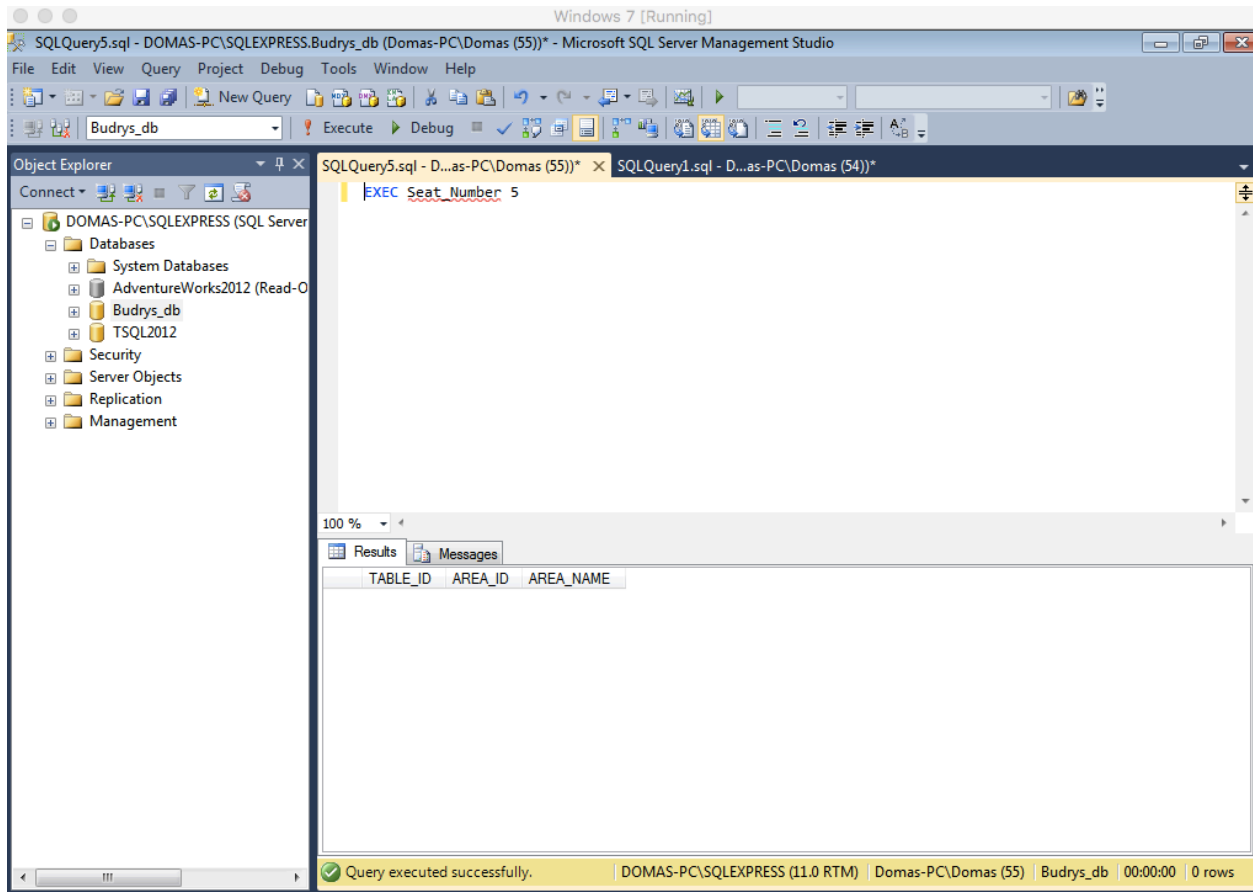 Windows 7 [Running]
SQLQuery5.sql - DOMAS-PC\SQLEXPRESS.Budrys_db (Domas-PC\Domas (55))* - Microsoft SQL Server Management Studio
File Edit View Query Project Debug Tools Window Help
New Query
Budrys_db Execute Debug
Object Explorer
Connect
DOMAS-PC\SQLEXPRESS (SQL Server
Databases
System Databases
AdventureWorks2012 (Read-O
Budrys_db
TSQL2012
Security
Server Objects
Replication
Management
SQLQuery5.sql - D...as-PC\Domas (55))* SQLQuery1.sql - D...as-PC\Domas (54))*
EXEC Seat_Number 5
100 %
Results Messages
TABLE_ID AREA_ID AREA_NAME
Query executed successfully. DOMAS-PC\SQLEXPRESS (11.0 RTM) Domas-PC\Domas (55) Budrys_db 00:00:00 0 rows